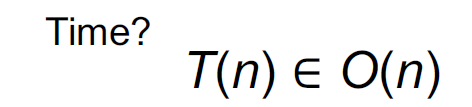 Time?
T(n) ∈ O(n)